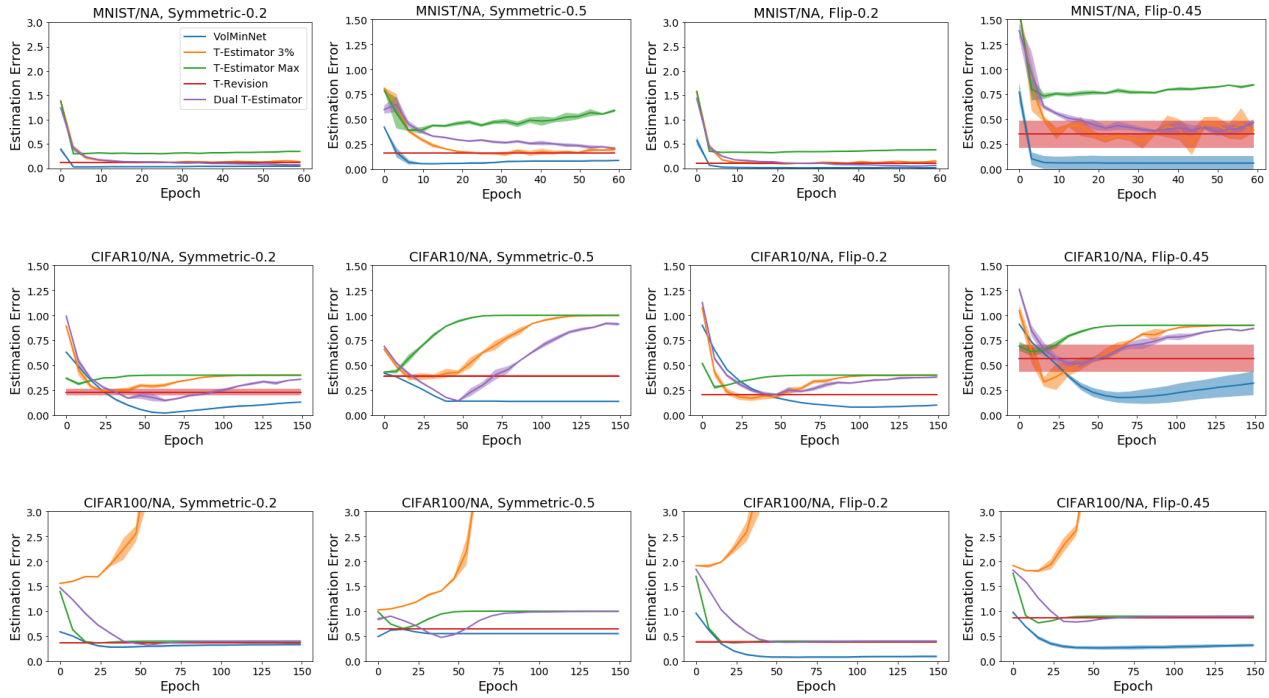 MNIST/NA, Symmetric-0.2
3.0
2.5
2.0
1.5
1.0
0.5
0.0
Estimation Error
VolMinNet
T-Estimator 3%
T-Estimator Max
T-Revision
Dual T-Estimator
0 10 20 30 40 50 60
Epoch
MNIST/NA, Symmetric-0.5
1.50
1.25
1.00
0.75
0.50
0.25
0.00
Estimation Error
0 10 20 30 40 50 60
Epoch
MNIST/NA, Flip-0.2
3.0
2.5
2.0
1.5
1.0
0.5
0.0
Estimation Error
0 10 20 30 40 50 60
Epoch
MNIST/NA, Flip-0.45
1.50
1.25
1.00
0.75
0.50
0.25
0.00
Estimation Error
0 10 20 30 40 50 60
Epoch
CIFAR10/NA, Symmetric-0.2
1.50
1.25
1.00
0.75
0.50
0.25
0.00
Estimation Error
0 25 50 75 100 125 150
Epoch
CIFAR10/NA, Symmetric-0.5
1.50
1.25
1.00
0.75
0.50
0.25
0.00
Estimation Error
0 25 50 75 100 125 150
Epoch
CIFAR10/NA, Flip-0.2
1.50
1.25
1.00
0.75
0.50
0.25
0.00
Estimation Error
0 25 50 75 100 125 150
Epoch
CIFAR10/NA, Flip-0.45
1.50
1.25
1.00
0.75
0.50
0.25
0.00
Estimation Error
0 25 50 75 100 125 150
Epoch
CIFAR100/NA, Symmetric-0.2
3.0
2.5
2.0
1.5
1.0
0.5
0.0
Estimation Error
0 25 50 75 100 125 150
Epoch
CIFAR100/NA, Symmetric-0.5
3.0
2.5
2.0
1.5
1.0
0.5
0.0
Estimation Error
0 25 50 75 100 125 150
Epoch
CIFAR100/NA, Flip-0.2
3.0
2.5
2.0
1.5
1.0
0.5
0.0
Estimation Error
0 25 50 75 100 125 150
Epoch
CIFAR100/NA, Flip-0.45
3.0
2.5
2.0
1.5
1.0
0.5
0.0
Estimation Error
0 25 50 75 100 125 150
Epoch